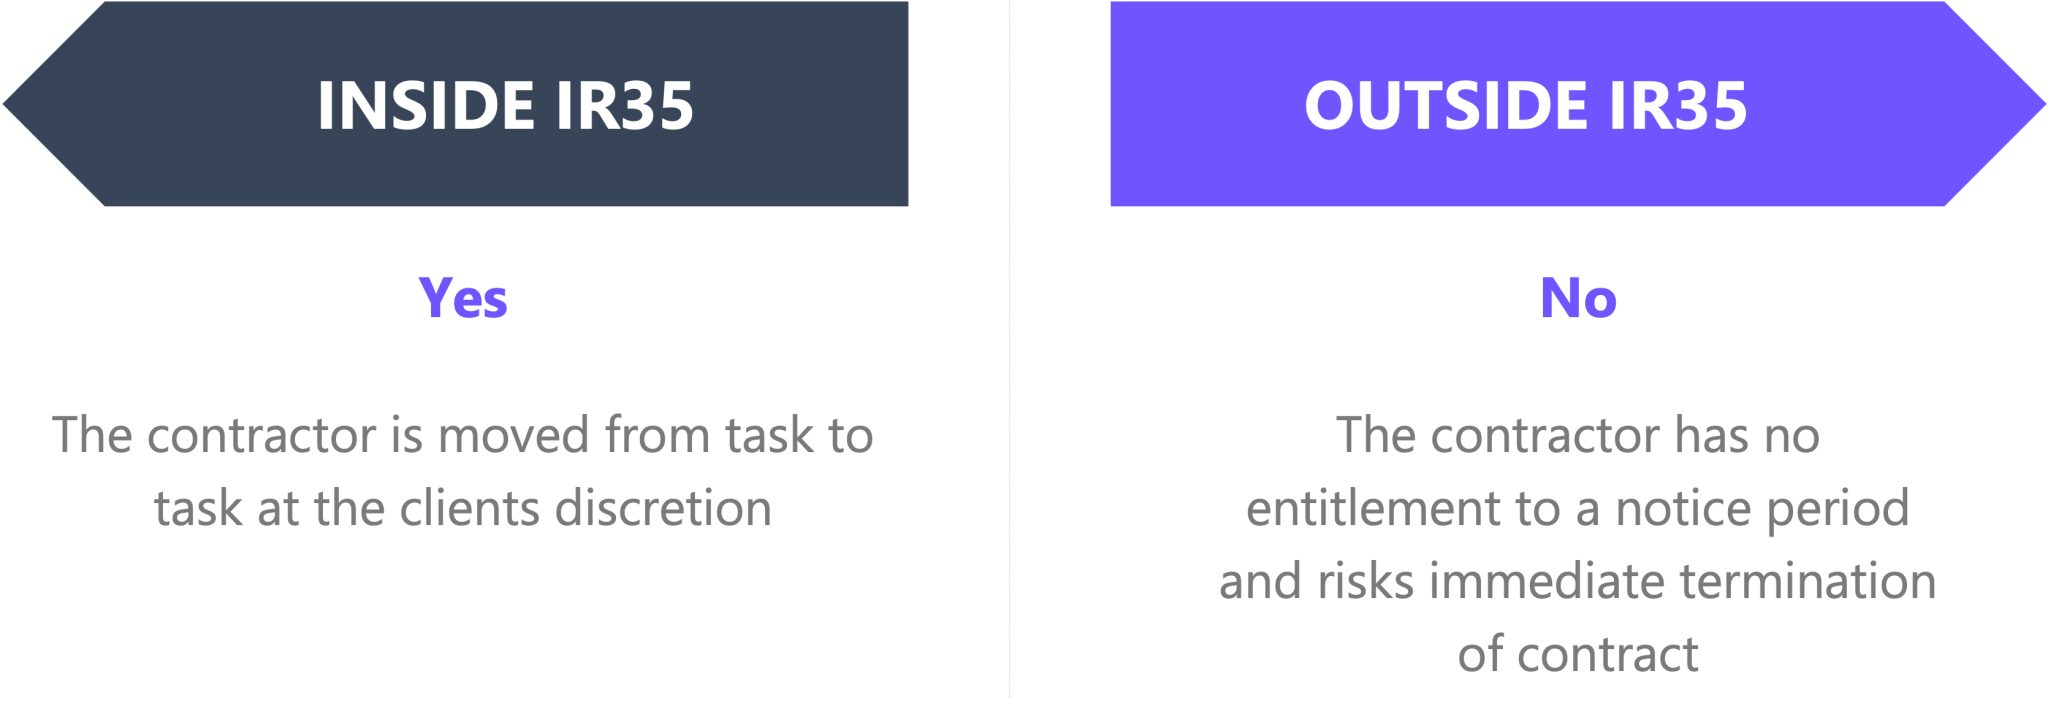 INSIDE IR35
Yes
The contractor is moved from task to
task at the clients discretion
OUTSIDE IR35
No
The contractor has no
entitlement to a notice period
and risks immediate termination
of contract